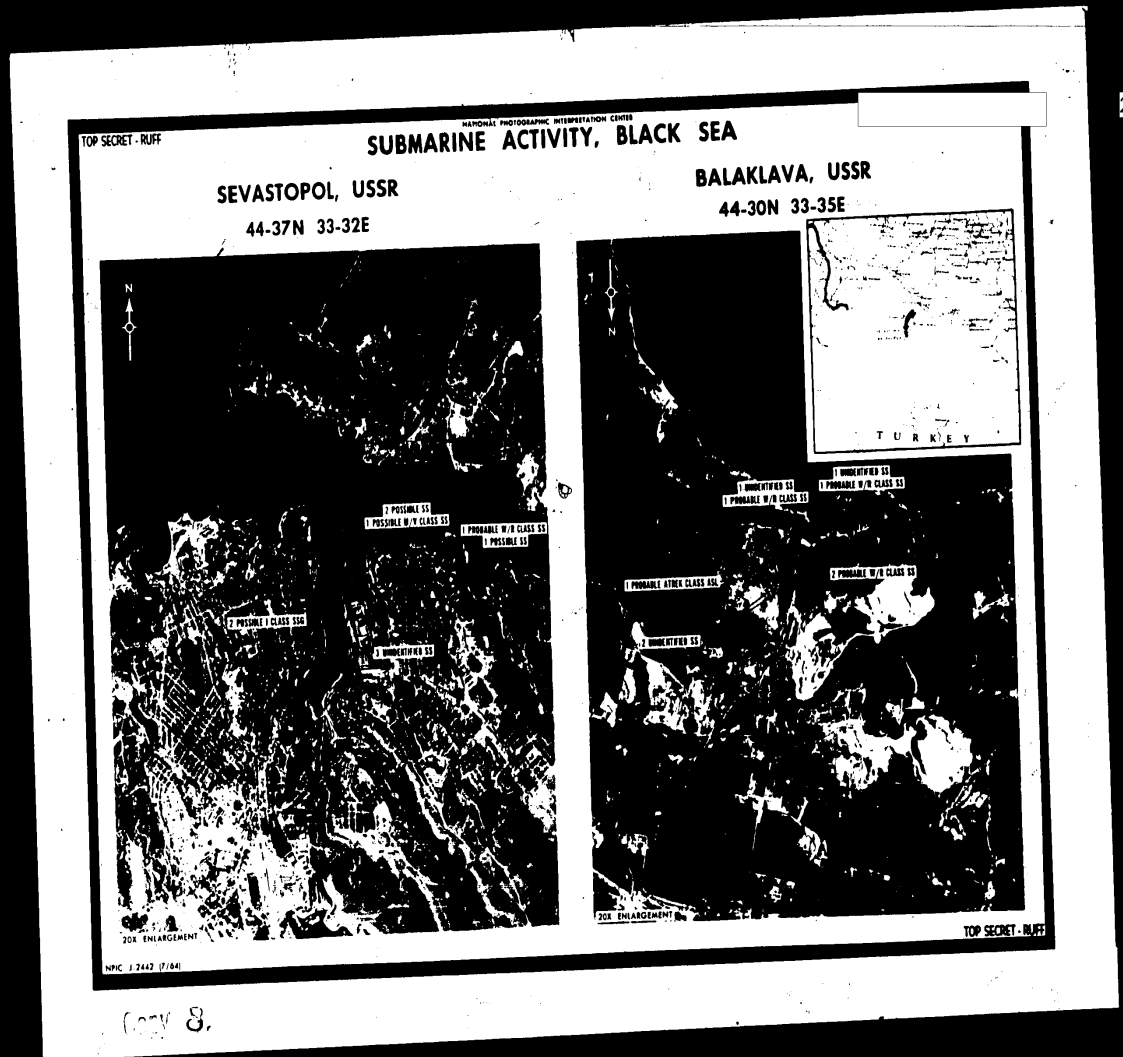 NATIONAL PHOTOGRAPHIC INTERPRETATION CENTER
TOP SECRET - RUFF
SUBMARINE ACTIVITY, BLACK SEA
SEVASTOPOL, USSR
44-37N 33-32E
BALAKLAVA, USSR
44-30N 33-35E
N
2 POSSIBLE SS
1 POSSIBLE W/V CLASS SS
1 PROBABLE W/R CLASS SS
1 POSSIBLE SS
2 POSSIBLE J CLASS SSG
3 UNIDENTIFIED SS
20X ENLARGEMENT
N
TURKEY
1 UNIDENTIFIED SS
1 PROBABLE W/R CLASS SS
1 UNIDENTIFIED SS
1 PROBABLE W/R CLASS SS
1 PROBABLE ATREK CLASS ASL
2 PROBABLE W/R CLASS SS
2 UNIDENTIFIED SS
20X ENLARGEMENT
TOP SECRET - RUFF
NPIC J-2442 (7/64)
Copy 8.